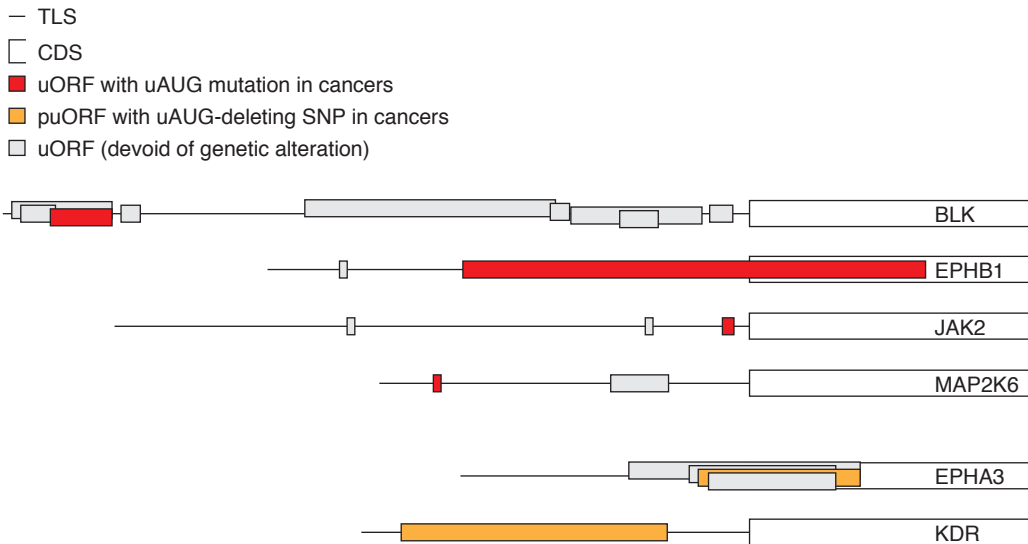 TLS
CDS
uORF with uAUG mutation in cancers
puORF with uAUG-deleting SNP in cancers
uORF (devoid of genetic alteration)
BLK
EPHB1
JAK2
MAP2K6
EPHA3
KDR